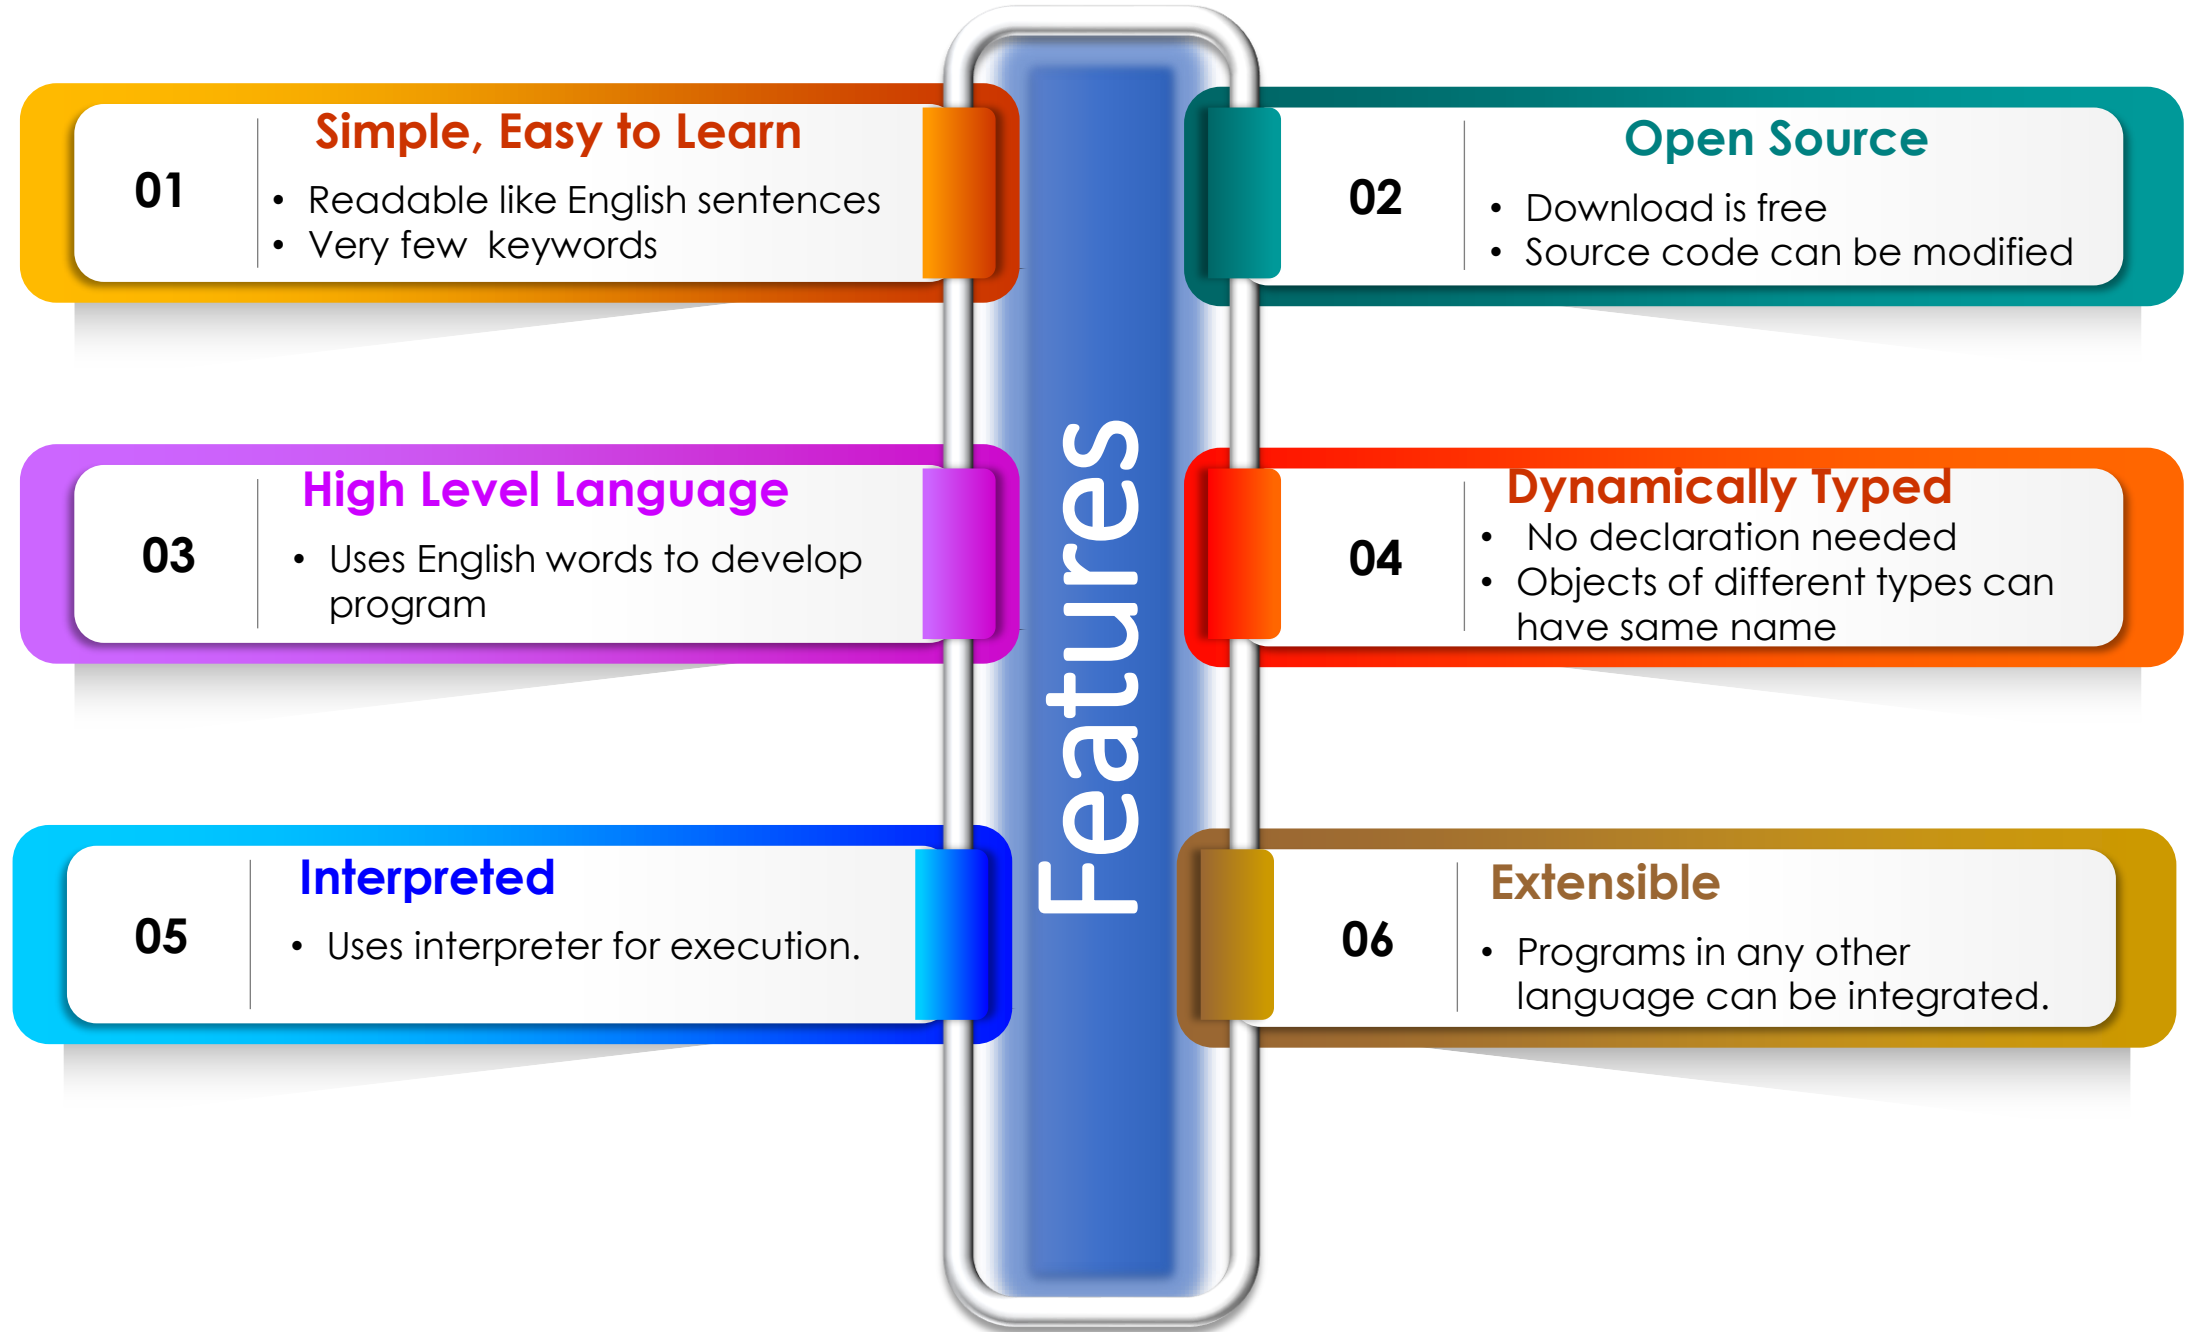 Features
01
Simple, Easy to Learn
• Readable like English sentences
• Very few  keywords
02
Open Source
• Download is free
• Source code can be modified
03
High Level Language
• Uses English words to develop
program
04
Dynamically Typed
• No declaration needed
• Objects of different types can
have same name
05
Interpreted
• Uses interpreter for execution.
06
Extensible
• Programs in any other
language can be integrated.